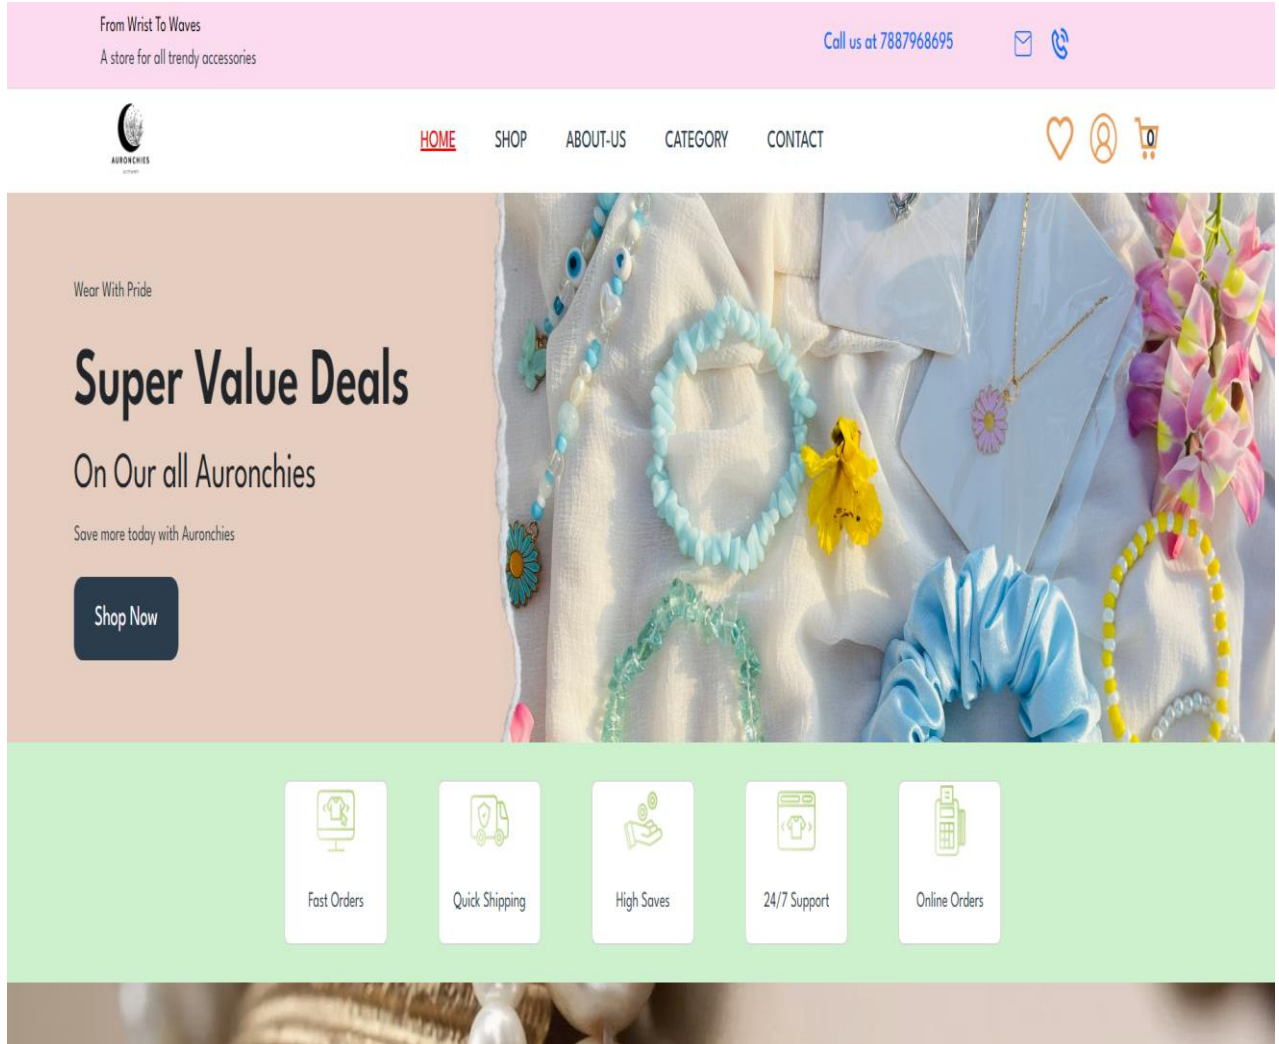 From Wrist To Waves
A store for all trendy accessories
Call us at 7887968695
AURONCHIES
HOME SHOP ABOUT-US CATEGORY CONTACT
0
Wear With Pride
Super Value Deals
On Our all Auronchies
Save more today with Auronchies
Shop Now
Fast Orders
Quick Shipping
High Saves
24/7 Support
Online Orders